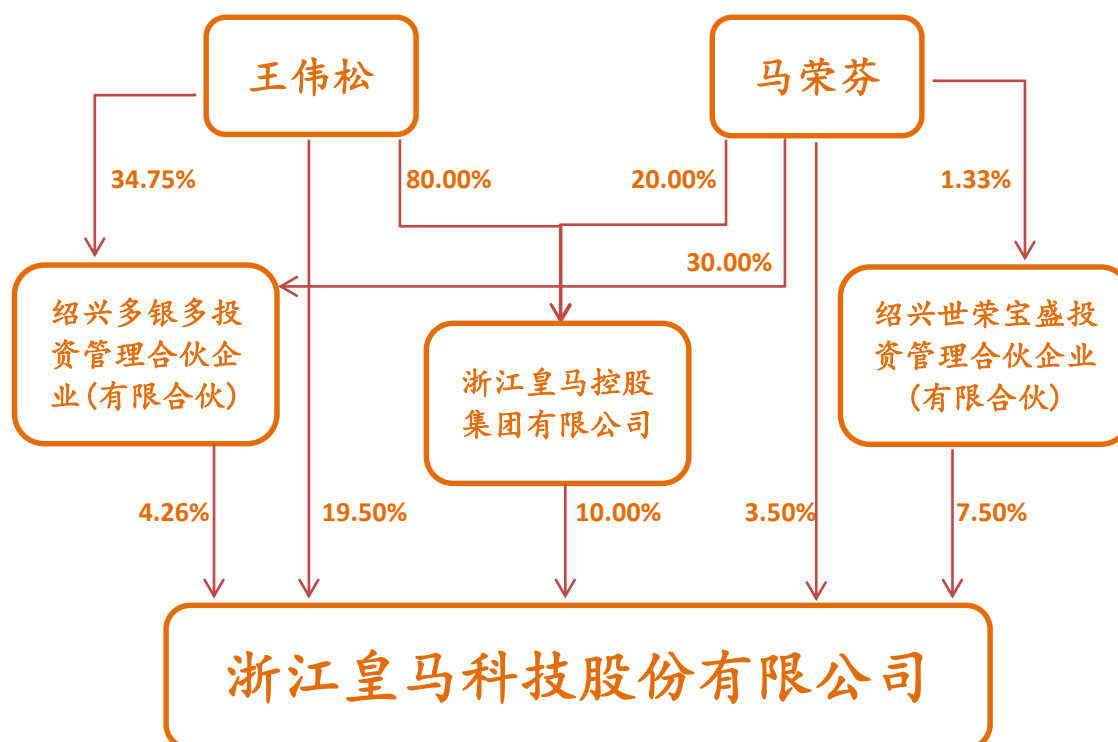 王伟松
马荣芬
34.75%
80.00%
20.00%
1.33%
30.00%
绍兴多银多投
资管理合伙企
业(有限合伙)
浙江皇马控股
集团有限公司
绍兴世荣宝盛投
资管理合伙企业
(有限合伙)
4.26%
19.50%
10.00%
3.50%
7.50%
浙江皇马科技股份有限公司